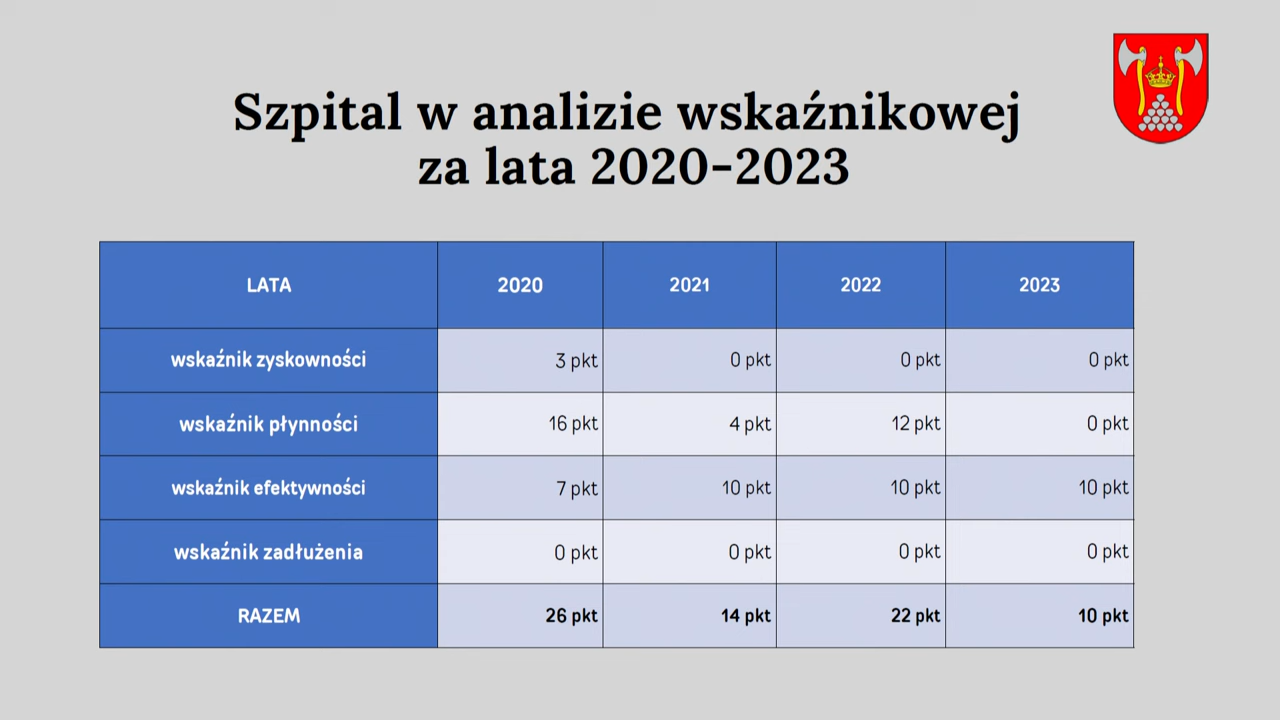 Szpital w analizie wskaźnikowej
za lata 2020-2023
LATA 2020 2021 2022 2023
wskaźnik zyskowności 3 pkt 0 pkt 0 pkt 0 pkt
wskaźnik płynności 16 pkt 4 pkt 12 pkt 0 pkt
wskaźnik efektywności 7 pkt 10 pkt 10 pkt 10 pkt
wskaźnik zadłużenia 0 pkt 0 pkt 0 pkt 0 pkt
RAZEM 26 pkt 14 pkt 22 pkt 10 pkt